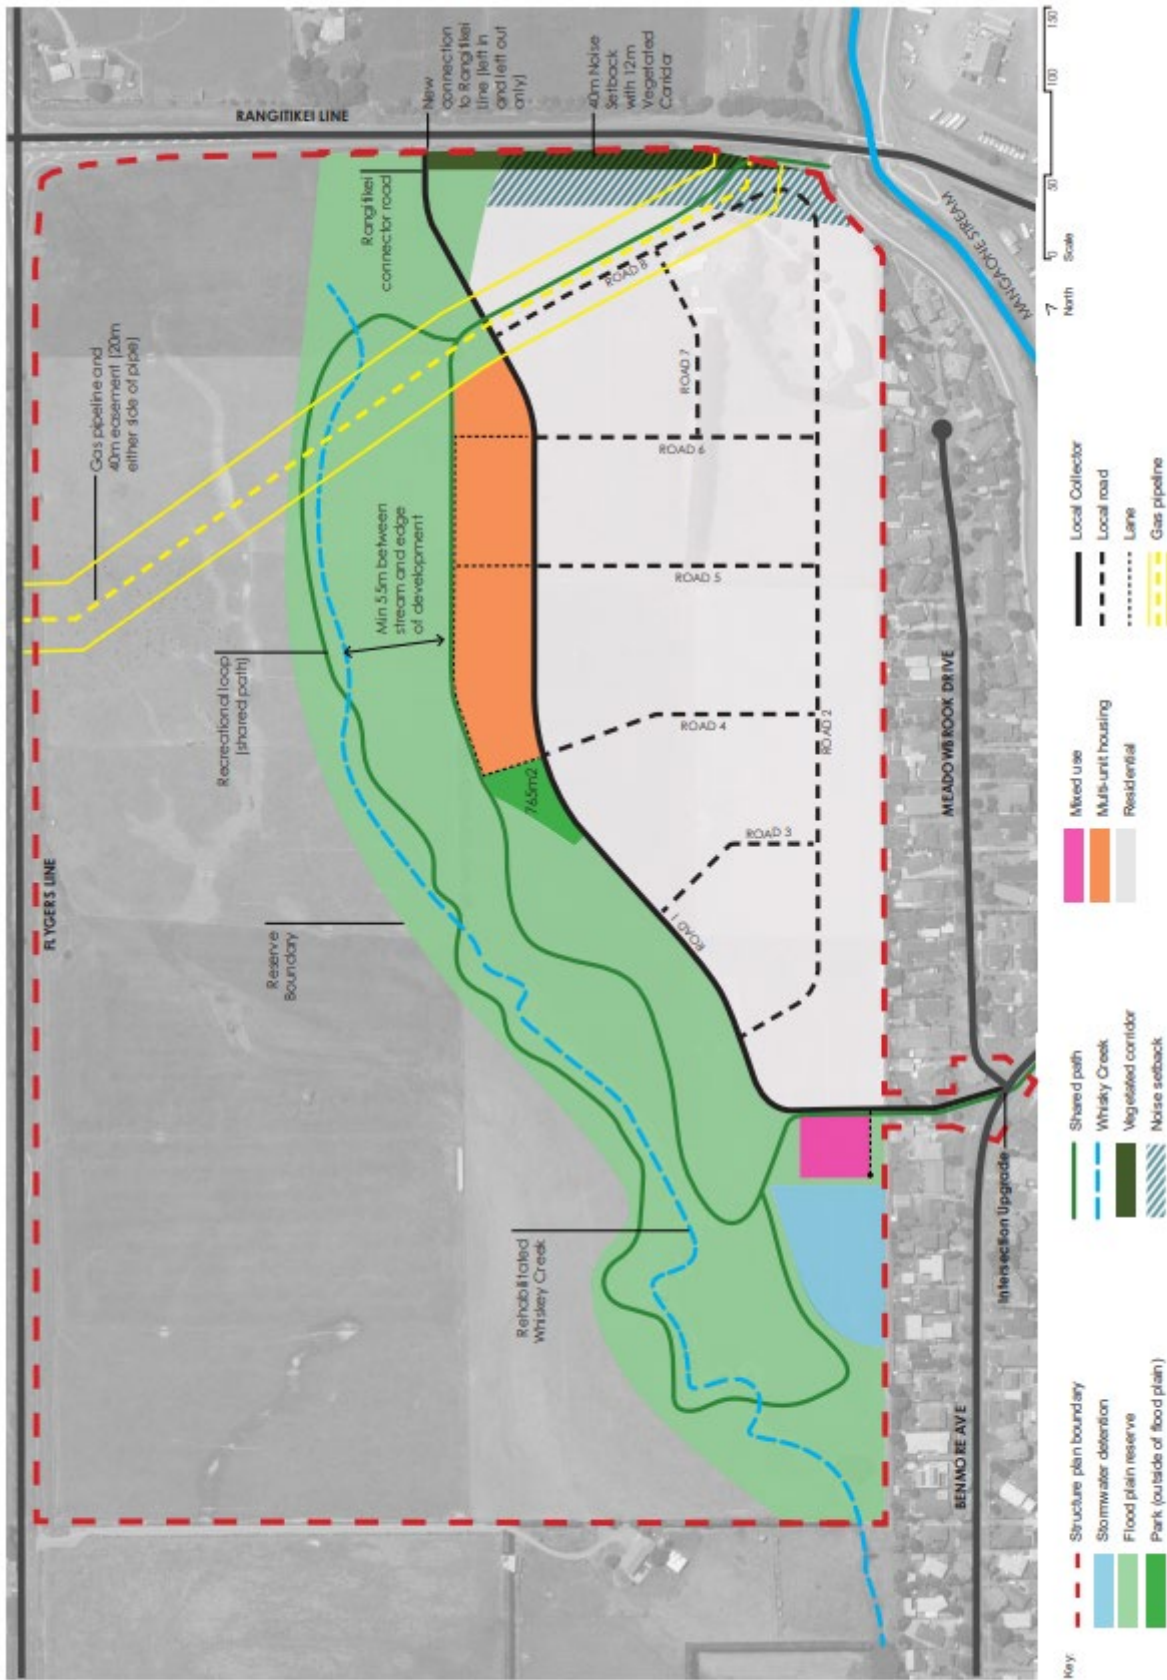 RANGITIKEI LINE
New
connection
to Rangitikei
Line (left in
and left out
only)
40m Noise
Setback
with 12m
Vegetated
Corridor
Rangitikei
connector road
Gas pipeline and
40m easement (20m
either side of pipe)
MANGAONE STREAM
ROAD 8
ROAD 7
ROAD 6
ROAD 5
ROAD 4
ROAD 3
ROAD 2
ROAD 1
Min 55m between
stream and edge
of development
Recreational loop
(shared path)
765m2
FLYGERS LINE
Reserve
Boundary
MEADOWBROOK DRIVE
Rehabilitated
Whiskey Creek
Intersection Upgrade
BENMORE AVE
Key:
Structure plan boundary
Stormwater detention
Flood plain reserve
Park (outside of flood plain)
Shared path
Whisky Creek
Vegetated corridor
Noise setback
Mixed use
Multi-unit housing
Residential
Local Collector
Local road
Lane
Gas pipeline
North
Scale
0 50 100 150